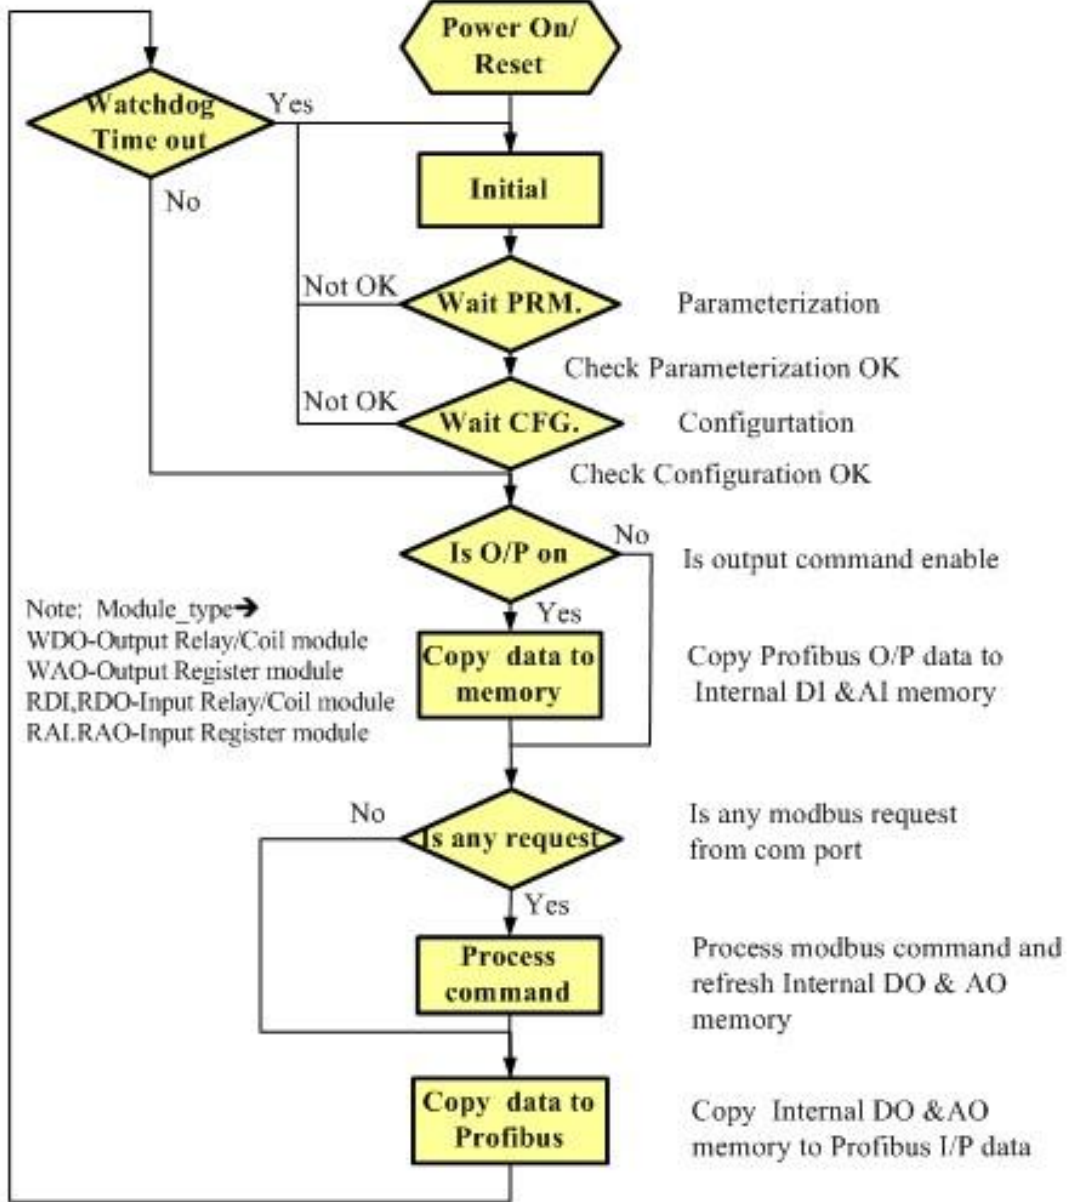 Power On/
Reset
Watchdog
Time out
Yes
Initial
No
Not OK
Wait PRM.
Parameterization
Check Parameterization OK
Not OK
Wait CFG.
Configurtation
Check Configuration OK
Is O/P on
No
Is output command enable
Yes
Note:  Module_type➔
WDO-Output Relay/Coil module
WAO-Output Register module
RDI,RDO-Input Relay/Coil module
RAI.RAO-Input Register module
Copy data to
memory
Copy Profibus O/P data to
Internal DI &AI memory
No
Is any request
Is any modbus request
from com port
Yes
Process
command
Process modbus command and
refresh Internal DO & AO
memory
Copy data to
Profibus
Copy Internal DO &AO
memory to Profibus I/P data